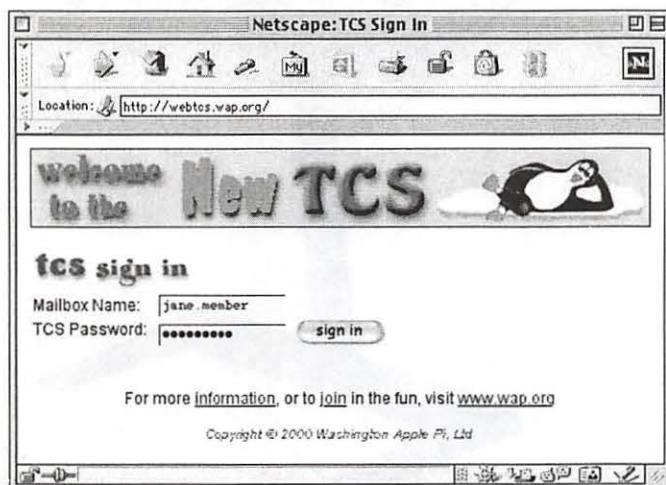 Netscape: TCS Sign In
My
N
Location: http://webtcs.wap.org/
welcome to the New TCS
tcs sign in
Mailbox Name: jane.member
TCS Password: •••••••••
sign in
For more information, or to join in the fun, visit www.wap.org
Copyright © 2000 Washington Apple Pi, Ltd